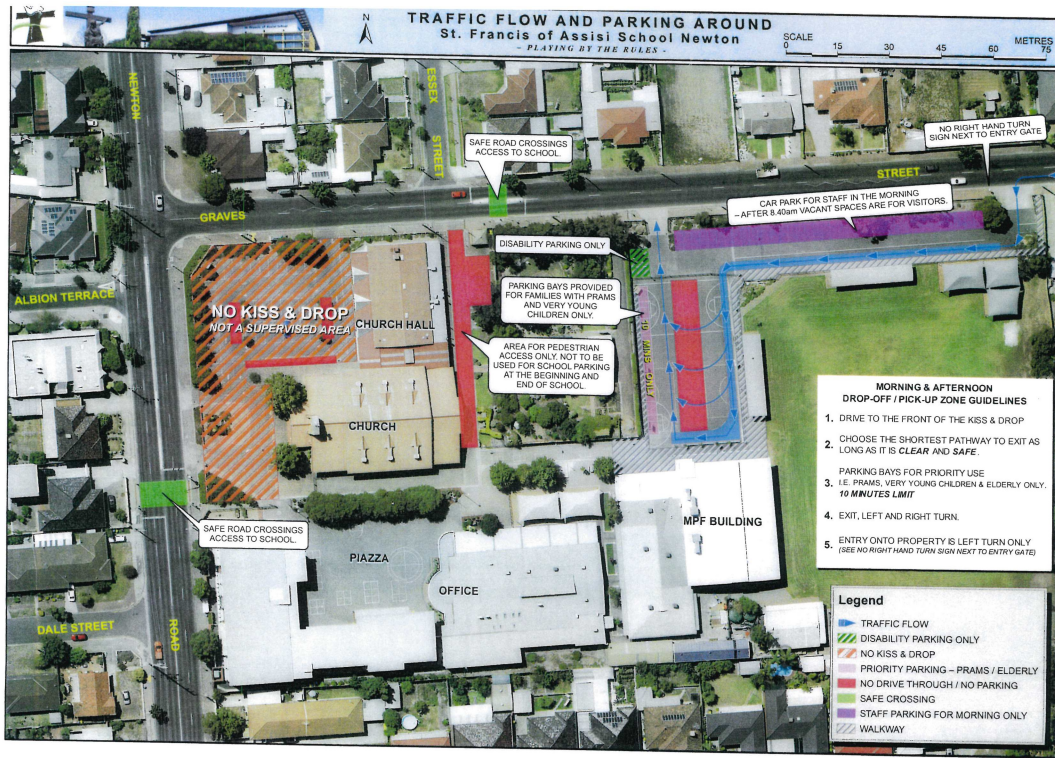 TRAFFIC FLOW AND PARKING AROUND
St. Francis of Assisi School Newton
~ PLAYING BY THE RULES ~
N
SCALE
METRES
0 15 30 45 60 75
NEWTON
ESSEX
STREET
SAFE ROAD CROSSINGS
ACCESS TO SCHOOL.
NO RIGHT HAND TURN
SIGN NEXT TO ENTRY GATE
STREET
GRAVES
CAR PARK FOR STAFF IN THE MORNING
– AFTER 8.40am VACANT SPACES ARE FOR VISITORS.
DISABILITY PARKING ONLY
PARKING BAYS PROVIDED
FOR FAMILIES WITH PRAMS
AND VERY YOUNG
CHILDREN ONLY.
ALBION TERRACE
NO KISS & DROP
NOT A SUPERVISED AREA
CHURCH HALL
10 MINS ONLY
AREA FOR PEDESTRIAN
ACCESS ONLY. NOT TO BE
USED FOR SCHOOL PARKING
AT THE BEGINNING AND
END OF SCHOOL.
CHURCH
MORNING & AFTERNOON
DROP-OFF / PICK-UP ZONE GUIDELINES
1. DRIVE TO THE FRONT OF THE KISS & DROP
2. CHOOSE THE SHORTEST PATHWAY TO EXIT AS
LONG AS IT IS CLEAR AND SAFE.
3. PARKING BAYS FOR PRIORITY USE
I.E. PRAMS, VERY YOUNG CHILDREN & ELDERLY ONLY.
10 MINUTES LIMIT
4. EXIT, LEFT AND RIGHT TURN.
5. ENTRY ONTO PROPERTY IS LEFT TURN ONLY
(SEE NO RIGHT HAND TURN SIGN NEXT TO ENTRY GATE)
SAFE ROAD CROSSINGS
ACCESS TO SCHOOL.
MPF BUILDING
PIAZZA
OFFICE
DALE STREET
ROAD
Legend
TRAFFIC FLOW
DISABILITY PARKING ONLY
NO KISS & DROP
PRIORITY PARKING – PRAMS / ELDERLY
NO DRIVE THROUGH / NO PARKING
SAFE CROSSING
STAFF PARKING FOR MORNING ONLY
WALKWAY